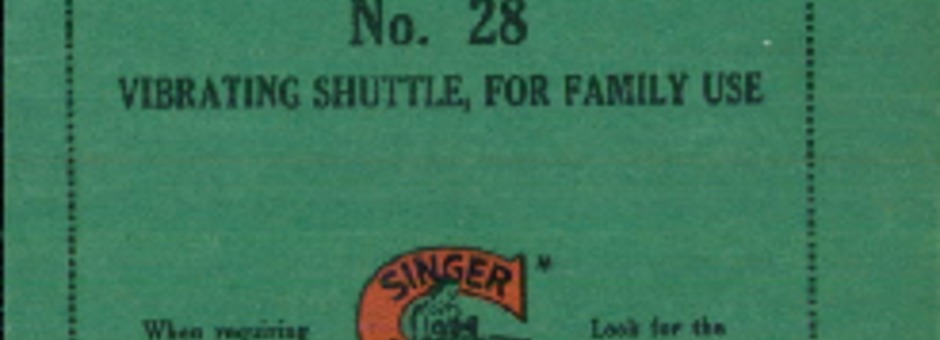 No. 28
VIBRATING SHUTTLE, FOR FAMILY USE
SINGER
When requiring
Look for the